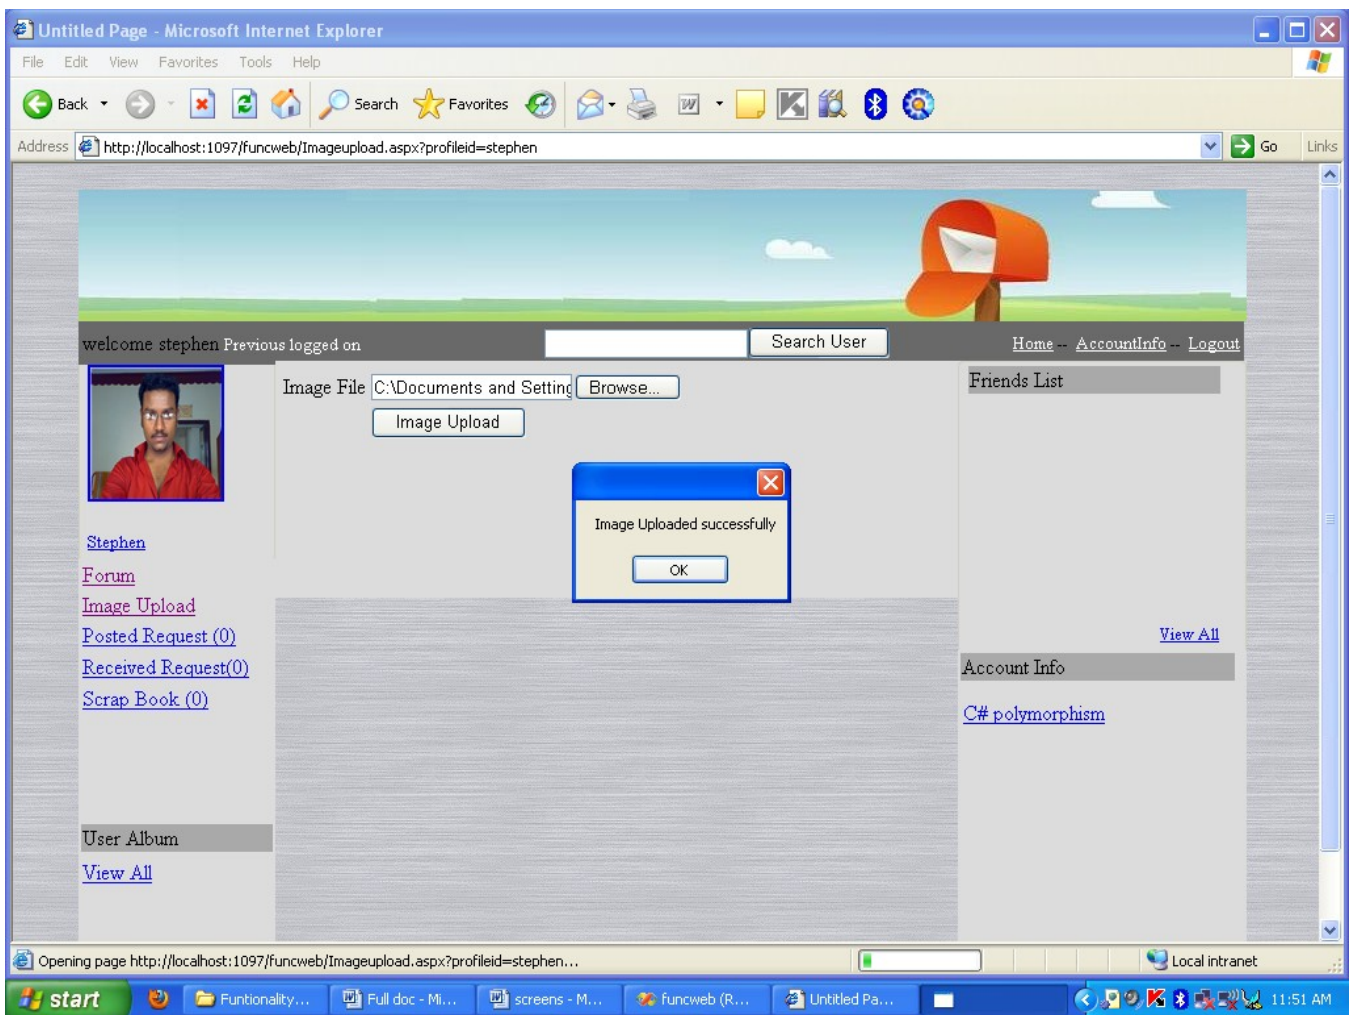 Untitled Page - Microsoft Internet Explorer
File Edit View Favorites Tools Help
Back Search Favorites
Address http://localhost:1097/funcweb/Imageupload.aspx?profileid=stephen Go Links
welcome stephen Previous logged on Search User Home -- AccountInfo -- Logout
Image File C:\Documents and Setting Browse...
Image Upload
Friends List
Image Uploaded successfully
OK
Stephen
Forum
Image Upload
Posted Request (0)
Received Request(0)
Scrap Book (0)
View All
Account Info
C# polymorphism
User Album
View All
Opening page http://localhost:1097/funcweb/Imageupload.aspx?profileid=stephen... Local intranet
start Funtionality... Full doc - Mi... screens - M... funcweb (R... Untitled Pa... 11:51 AM